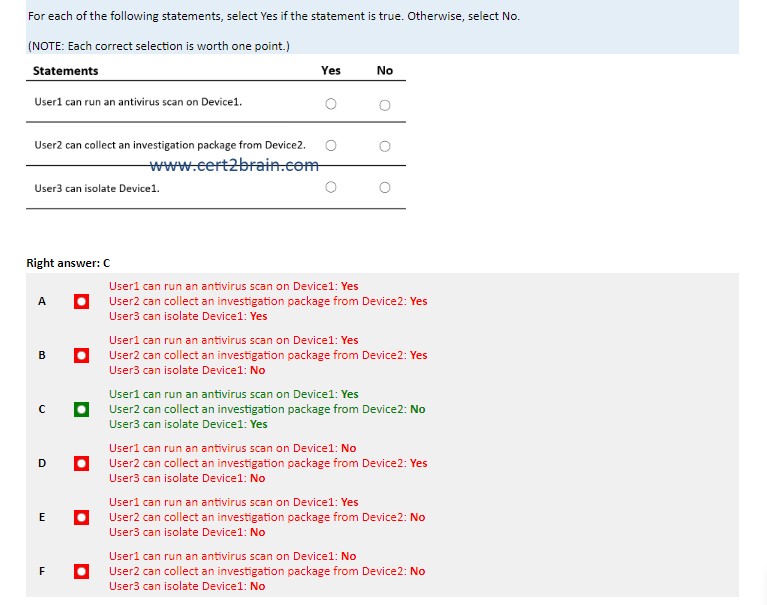 For each of the following statements, select Yes if the statement is true. Otherwise, select No.
(NOTE: Each correct selection is worth one point.)
Statements Yes No
User1 can run an antivirus scan on Device1.
User2 can collect an investigation package from Device2.
www.cert2brain.com
User3 can isolate Device1.
Right answer: C
User1 can run an antivirus scan on Device1: Yes
A User2 can collect an investigation package from Device2: Yes
User3 can isolate Device1: Yes
User1 can run an antivirus scan on Device1: Yes
B User2 can collect an investigation package from Device2: Yes
User3 can isolate Device1: No
User1 can run an antivirus scan on Device1: Yes
C User2 can collect an investigation package from Device2: No
User3 can isolate Device1: Yes
User1 can run an antivirus scan on Device1: No
D User2 can collect an investigation package from Device2: Yes
User3 can isolate Device1: No
User1 can run an antivirus scan on Device1: Yes
E User2 can collect an investigation package from Device2: No
User3 can isolate Device1: No
User1 can run an antivirus scan on Device1: No
F User2 can collect an investigation package from Device2: No
User3 can isolate Device1: No